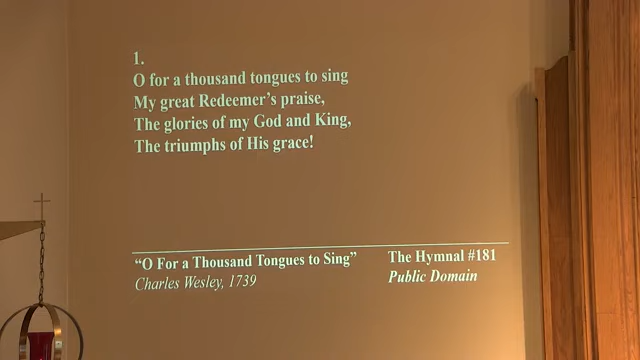 1.
O for a thousand tongues to sing
My great Redeemer's praise,
The glories of my God and King,
The triumphs of His grace!
“O For a Thousand Tongues to Sing” The Hymnal #181
Charles Wesley, 1739 Public Domain